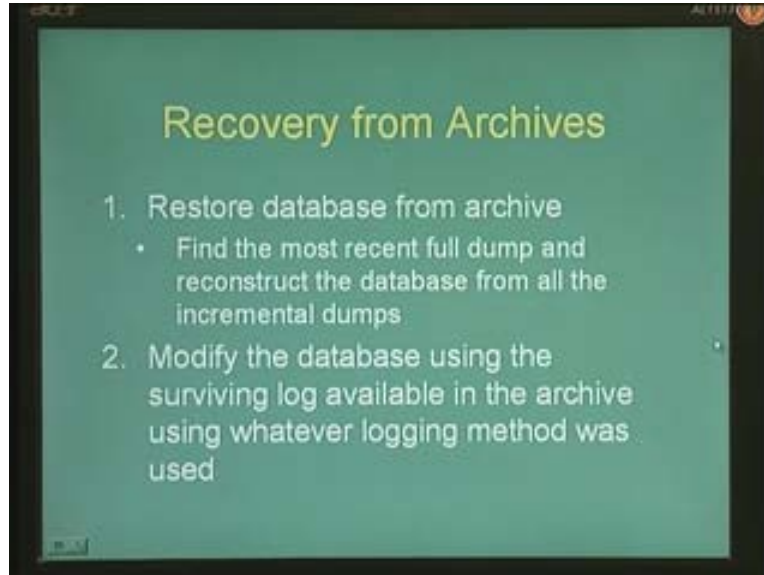 acer
Recovery from Archives
1. Restore database from archive
• Find the most recent full dump and
reconstruct the database from all the
incremental dumps
2. Modify the database using the
surviving log available in the archive
using whatever logging method was
used